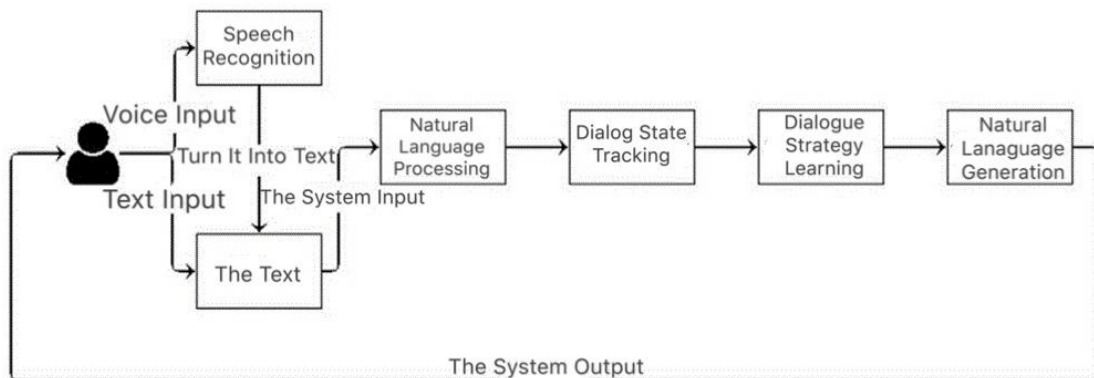 Speech
Recognition
Voice Input
Turn It Into Text
Text Input
The System Input
The Text
Natural
Language
Processing
Dialog State
Tracking
Dialogue
Strategy
Learning
Natural
Lanaguage
Generation
The System Output